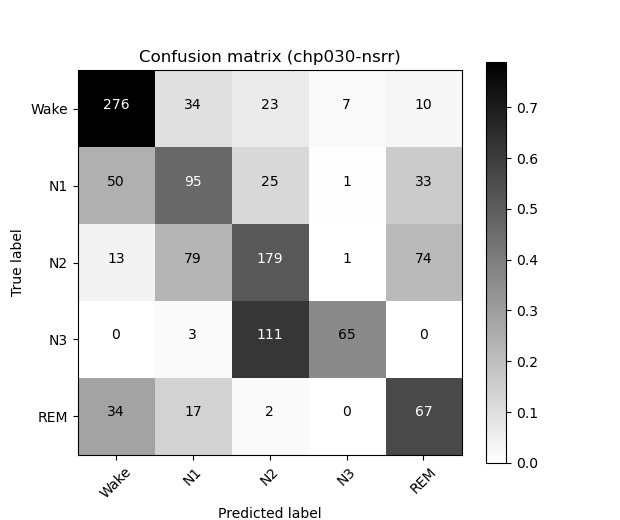 Confusion matrix (chp030-nsrr)
Wake 276 34 23 7 10
N1 50 95 25 1 33
N2 13 79 179 1 74
N3 0 3 111 65 0
REM 34 17 2 0 67
Wake N1 N2 N3 REM
True label
Predicted label
0.7
0.6
0.5
0.4
0.3
0.2
0.1
0.0